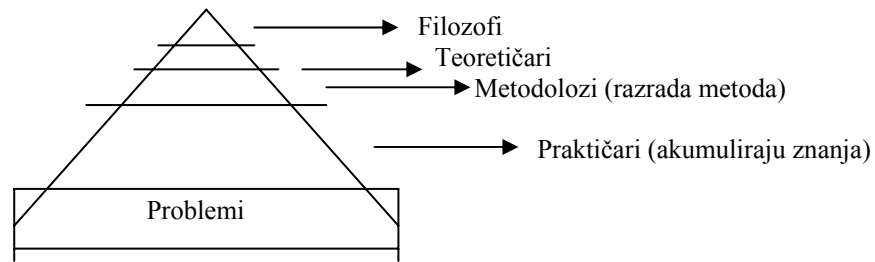 Filozofi
Teoretičari
Metodolozi (razrada metoda)
Praktičari (akumuliraju znanja)
Problemi